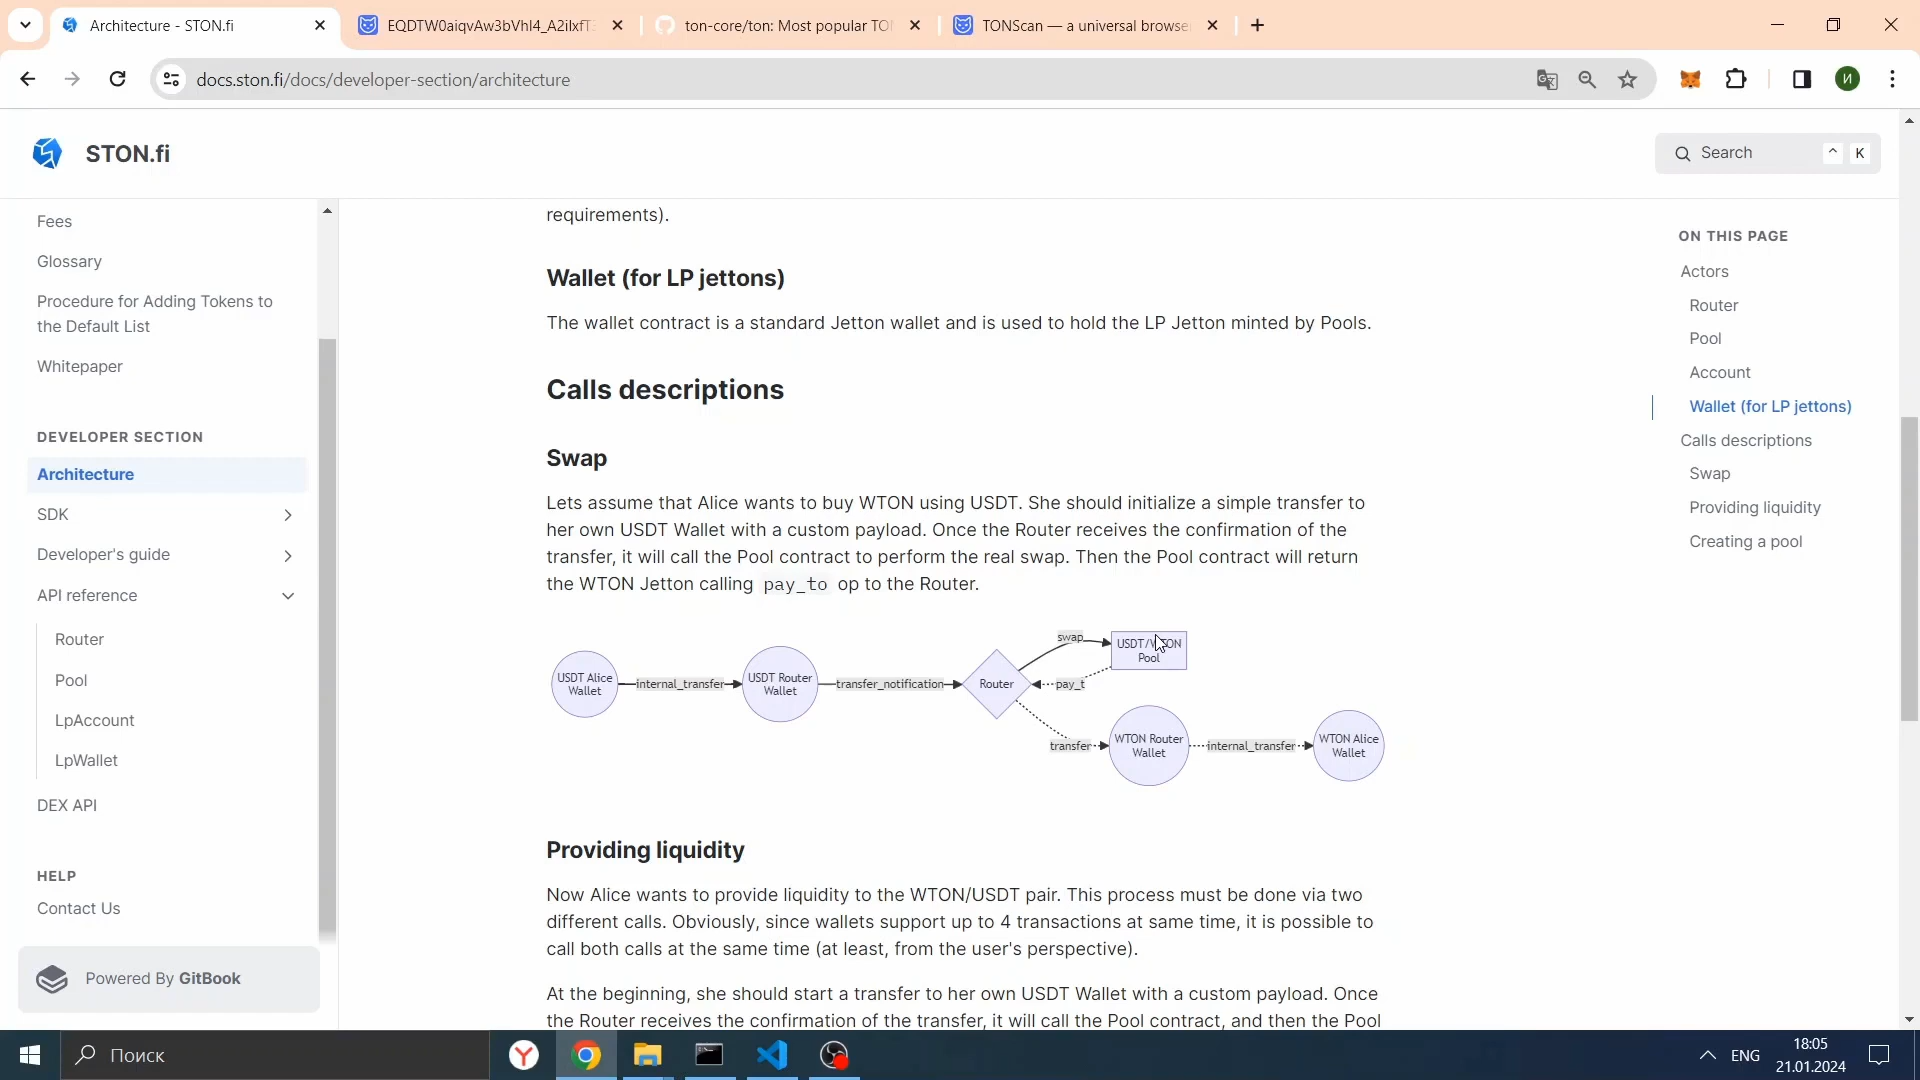 Architecture - STON.fi
EQDTW0aiqvAw3bVhI4_A2iIxfT
ton-core/ton: Most popular TO
TONScan — a universal browse
docs.ston.fi/docs/developer-section/architecture
И
STON.fi
Search
^ K
Fees
Glossary
Procedure for Adding Tokens to
the Default List
Whitepaper
DEVELOPER SECTION
Architecture
SDK
Developer's guide
API reference
Router
Pool
LpAccount
LpWallet
DEX API
HELP
Contact Us
Powered By GitBook
requirements).
Wallet (for LP jettons)
The wallet contract is a standard Jetton wallet and is used to hold the LP Jetton minted by Pools.
Calls descriptions
Swap
Lets assume that Alice wants to buy WTON using USDT. She should initialize a simple transfer to
her own USDT Wallet with a custom payload. Once the Router receives the confirmation of the
transfer, it will call the Pool contract to perform the real swap. Then the Pool contract will return
the WTON Jetton calling pay_to op to the Router.
USDT Alice
Wallet
internal_transfer
USDT Router
Wallet
transfer_notification
Router
swap
USDT/WTON
Pool
pay_t
transfer
WTON Router
Wallet
internal_transfer
WTON Alice
Wallet
Providing liquidity
Now Alice wants to provide liquidity to the WTON/USDT pair. This process must be done via two
different calls. Obviously, since wallets support up to 4 transactions at same time, it is possible to
call both calls at the same time (at least, from the user's perspective).
At the beginning, she should start a transfer to her own USDT Wallet with a custom payload. Once
the Router receives the confirmation of the transfer, it will call the Pool contract, and then the Pool
ON THIS PAGE
Actors
Router
Pool
Account
Wallet (for LP jettons)
Calls descriptions
Swap
Providing liquidity
Creating a pool
Поиск
ENG
18:05
21.01.2024